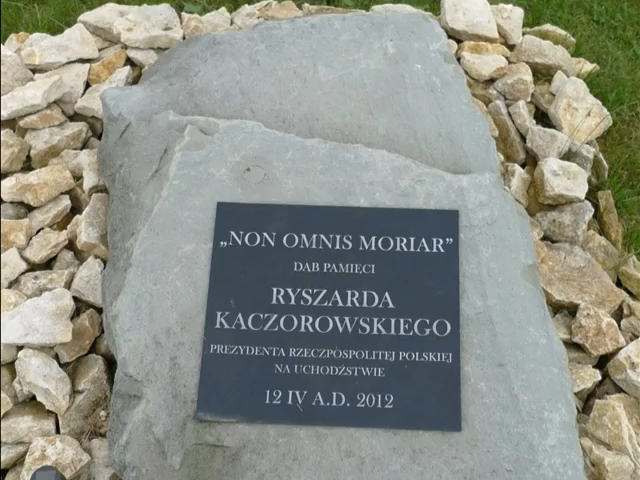 „NON OMNIS MORIAR”
DĄB PAMIĘCI
RYSZARDA
KACZOROWSKIEGO
PREZYDENTA RZECZPOSPOLITEJ POLSKIEJ
NA UCHODŹSTWIE
12 IV A.D. 2012